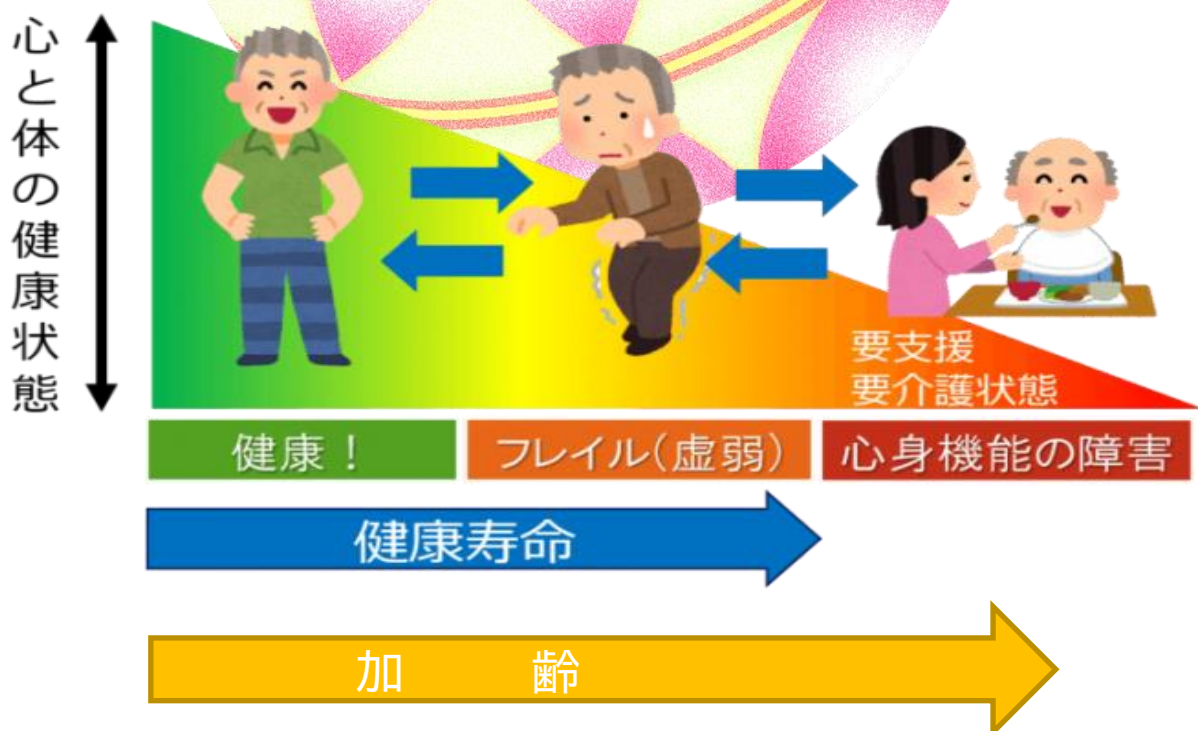 心と体の健康状態
要支援
要介護状態
健康！
フレイル（虚弱）
心身機能の障害
健康寿命
加　齢